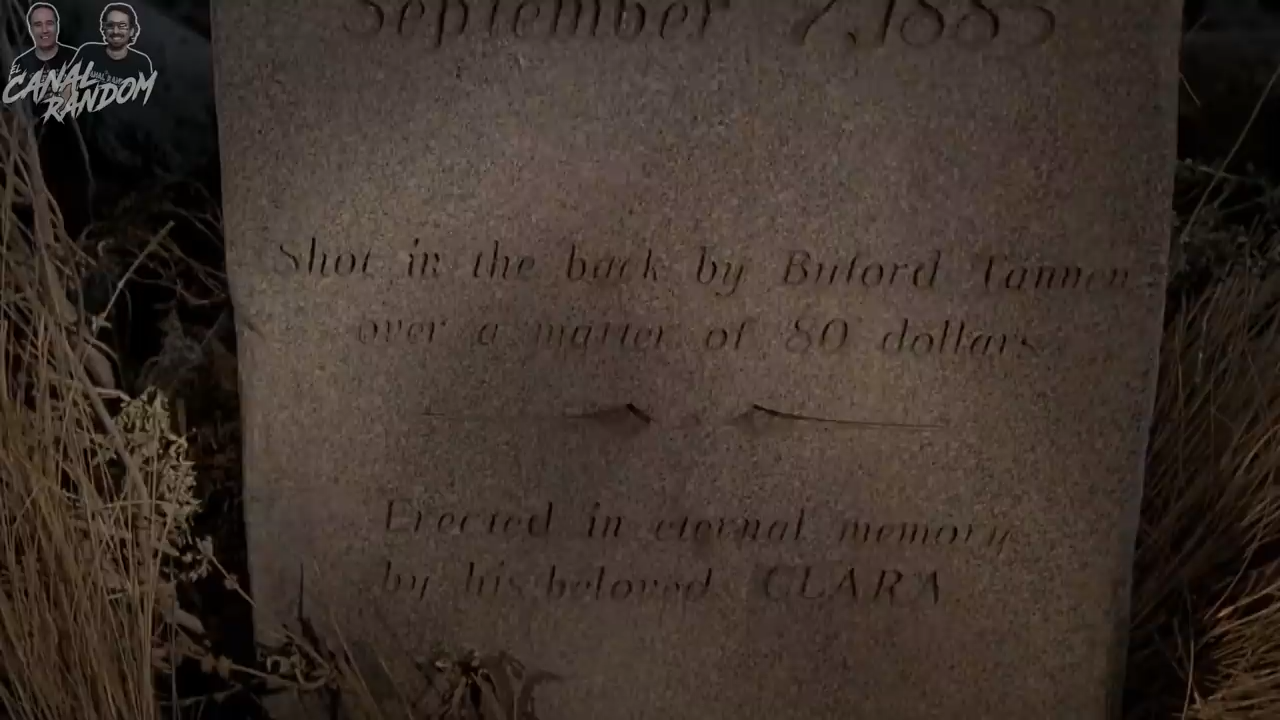 EL
CANAL
RANDOM
September 7, 1885
Shot in the back by Buford Tannen
over a matter of 80 dollars
Erected in eternal memory
by his beloved CLARA